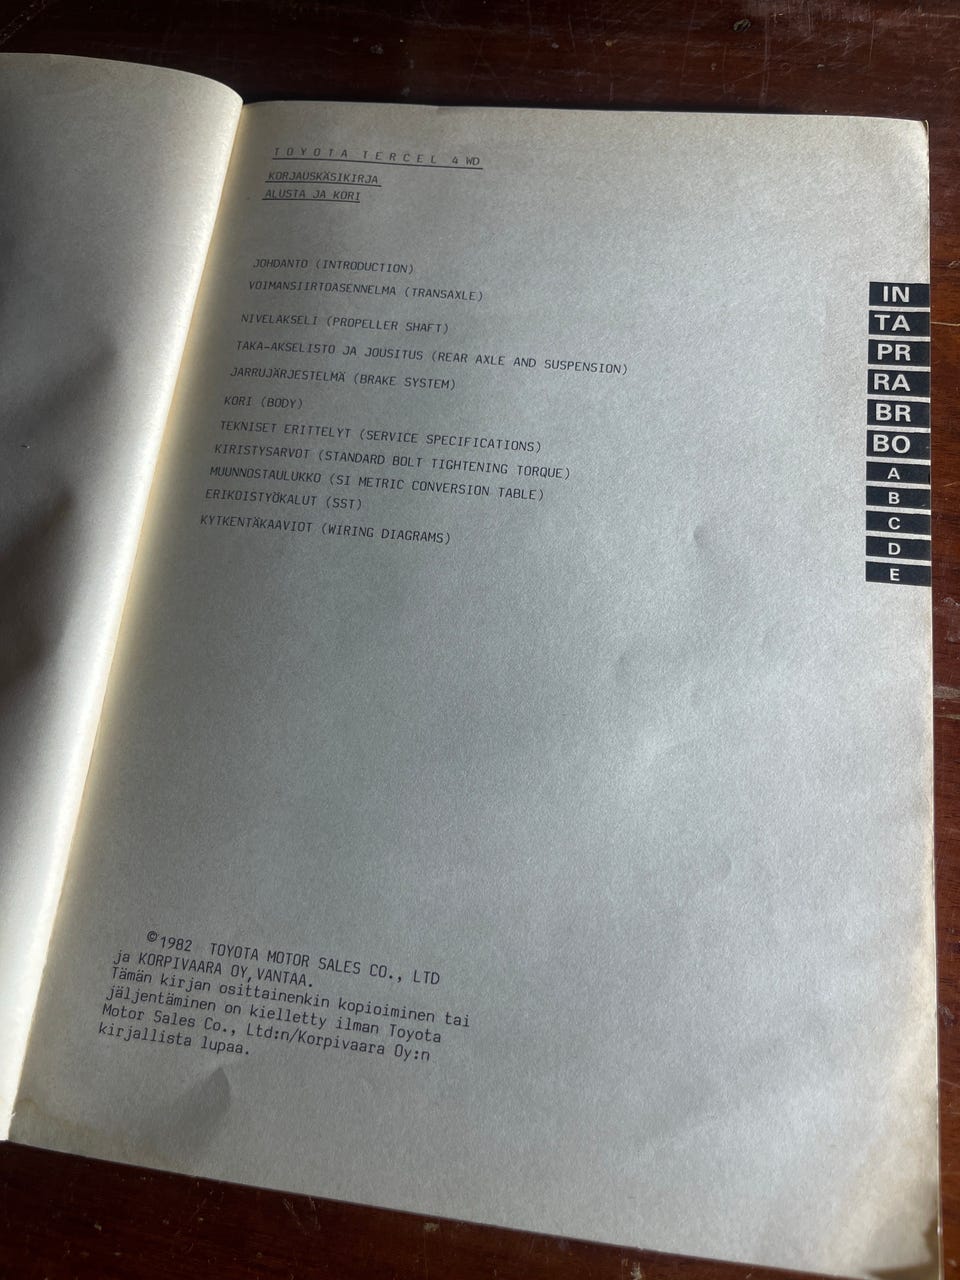 TOYOTA TERCEL 4 WD
KORJAUSKÄSIKIRJA
ALUSTA JA KORI
JOHDANTO (INTRODUCTION)
VOIMANSIIRTOASENNELMA (TRANSAXLE)
NIVELAKSELI (PROPELLER SHAFT)
TAKA-AKSELISTO JA JOUSITUS (REAR AXLE AND SUSPENSION)
JARRUJÄRJESTELMÄ (BRAKE SYSTEM)
KORI (BODY)
TEKNISET ERITTELYT (SERVICE SPECIFICATIONS)
KIRISTYSARVOT (STANDARD BOLT TIGHTENING TORQUE)
MUUNNOSTAULUKKO (SI METRIC CONVERSION TABLE)
ERIKOISTYÖKALUT (SST)
KYTKENTÄKAAVIOT (WIRING DIAGRAMS)
IN
TA
PR
RA
BR
BO
A
B
C
D
E
©1982 TOYOTA MOTOR SALES CO., LTD
ja KORPIVAARA OY,VANTAA.
Tämän kirjan osittainenkin kopioiminen tai
jäljentäminen on kielletty ilman Toyota
Motor Sales Co., Ltd:n/Korpivaara Oy:n
kirjallista lupaa.